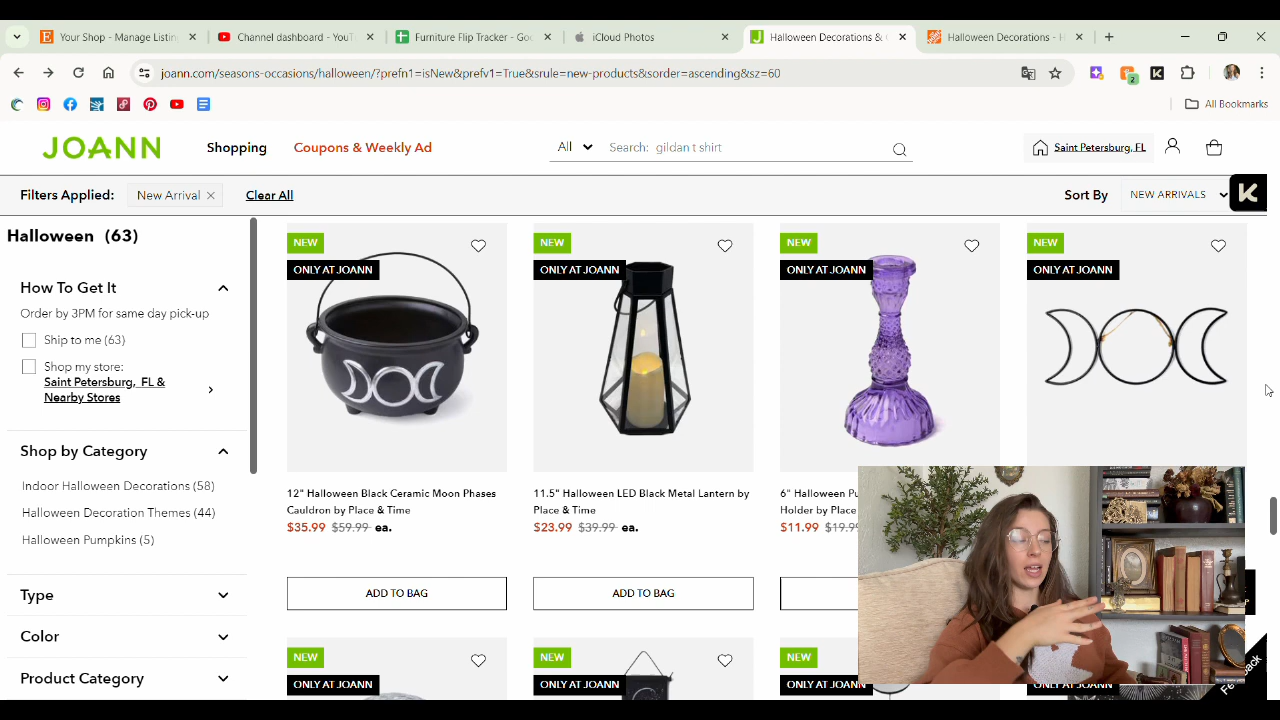 Your Shop - Manage Listin
Channel dashboard - YouT
Furniture Flip Tracker - Goo
iCloud Photos
Halloween Decorations & C
Halloween Decorations - H
joann.com/seasons-occasions/halloween/?prefn1=isNew&prefv1=True&srule=new-products&sorder=ascending&sz=60
2
All Bookmarks
JOANN
Shopping
Coupons & Weekly Ad
All
Search: gildan t shirt
Saint Petersburg, FL
Filters Applied:
New Arrival
Clear All
Sort By
NEW ARRIVALS
K
Halloween (63)
How To Get It
Order by 3PM for same day pick-up
Ship to me (63)
Shop my store:
Saint Petersburg, FL &
Nearby Stores
Shop by Category
Indoor Halloween Decorations (58)
Halloween Decoration Themes (44)
Halloween Pumpkins (5)
Type
Color
Product Category
NEW
ONLY AT JOANN
12" Halloween Black Ceramic Moon Phases
Cauldron by Place & Time
$35.99 $59.99 ea.
ADD TO BAG
NEW
ONLY AT JOANN
11.5" Halloween LED Black Metal Lantern by
Place & Time
$23.99 $39.99 ea.
ADD TO BAG
NEW
ONLY AT JOANN
6" Halloween Pu
Holder by Place
$11.99 $19.9
NEW
ONLY AT JOANN
NEW
ONLY AT JOANN
NEW
ONLY AT JOANN
NEW
ONLY AT JOANN
ONLY AT JOANN